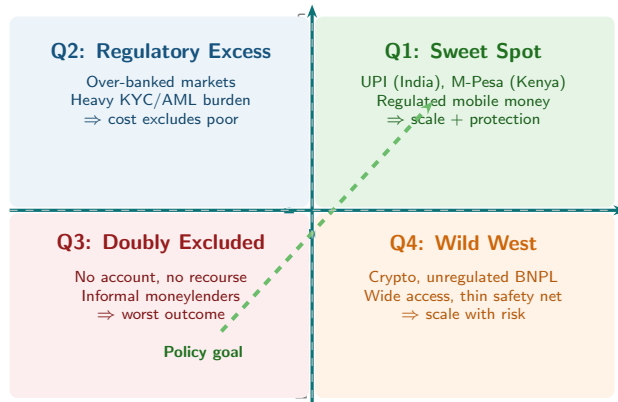 Q2: Regulatory Excess
Over-banked markets
Heavy KYC/AML burden
⇒ cost excludes poor
Q1: Sweet Spot
UPI (India), M-Pesa (Kenya)
Regulated mobile money
⇒ scale + protection
Q3: Doubly Excluded
No account, no recourse
Informal moneylenders
⇒ worst outcome
Policy goal
Q4: Wild West
Crypto, unregulated BNPL
Wide access, thin safety net
⇒ scale with risk